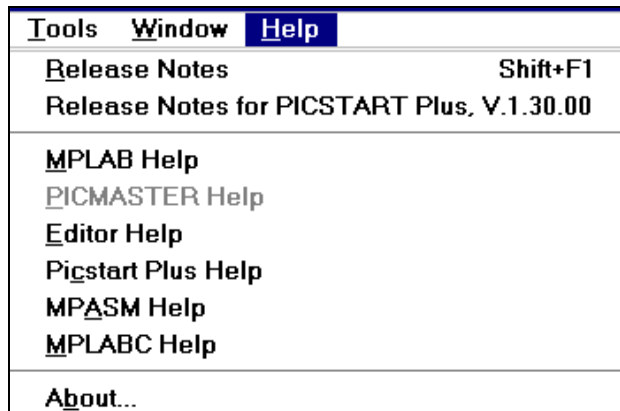 Tools Window Help
Release Notes Shift+F1
Release Notes for PICSTART Plus, V.1.30.00
MPLAB Help
PICMASTER Help
Editor Help
Picstart Plus Help
MPASM Help
MPLABC Help
About...